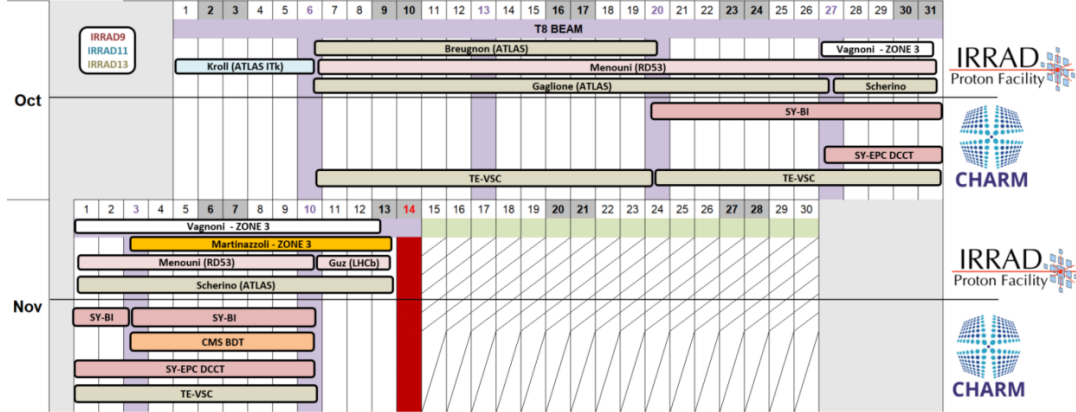 1 2 3 4 5 6 7 8 9 10 11 12 13 14 15 16 17 18 19 20 21 22 23 24 25 26 27 28 29 30 31
T8 BEAM
IRRAD9
IRRAD11
IRRAD13
Breugnon (ATLAS)
Vagnoni - ZONE 3
Kroll (ATLAS ITk)
Menouni (RD53)
Gaglione (ATLAS)
Scherino
IRRAD
Proton Facility
Oct
SY-BI
SY-EPC DCCT
TE-VSC
TE-VSC
CHARM
1 2 3 4 5 6 7 8 9 10 11 12 13 14 15 16 17 18 19 20 21 22 23 24 25 26 27 28 29 30
Vagnoni - ZONE 3
Martinazzoli - ZONE 3
Menouni (RD53)
Guz (LHCb)
Scherino (ATLAS)
IRRAD
Proton Facility
Nov
SY-BI
SY-BI
CMS BDT
SY-EPC DCCT
TE-VSC
CHARM